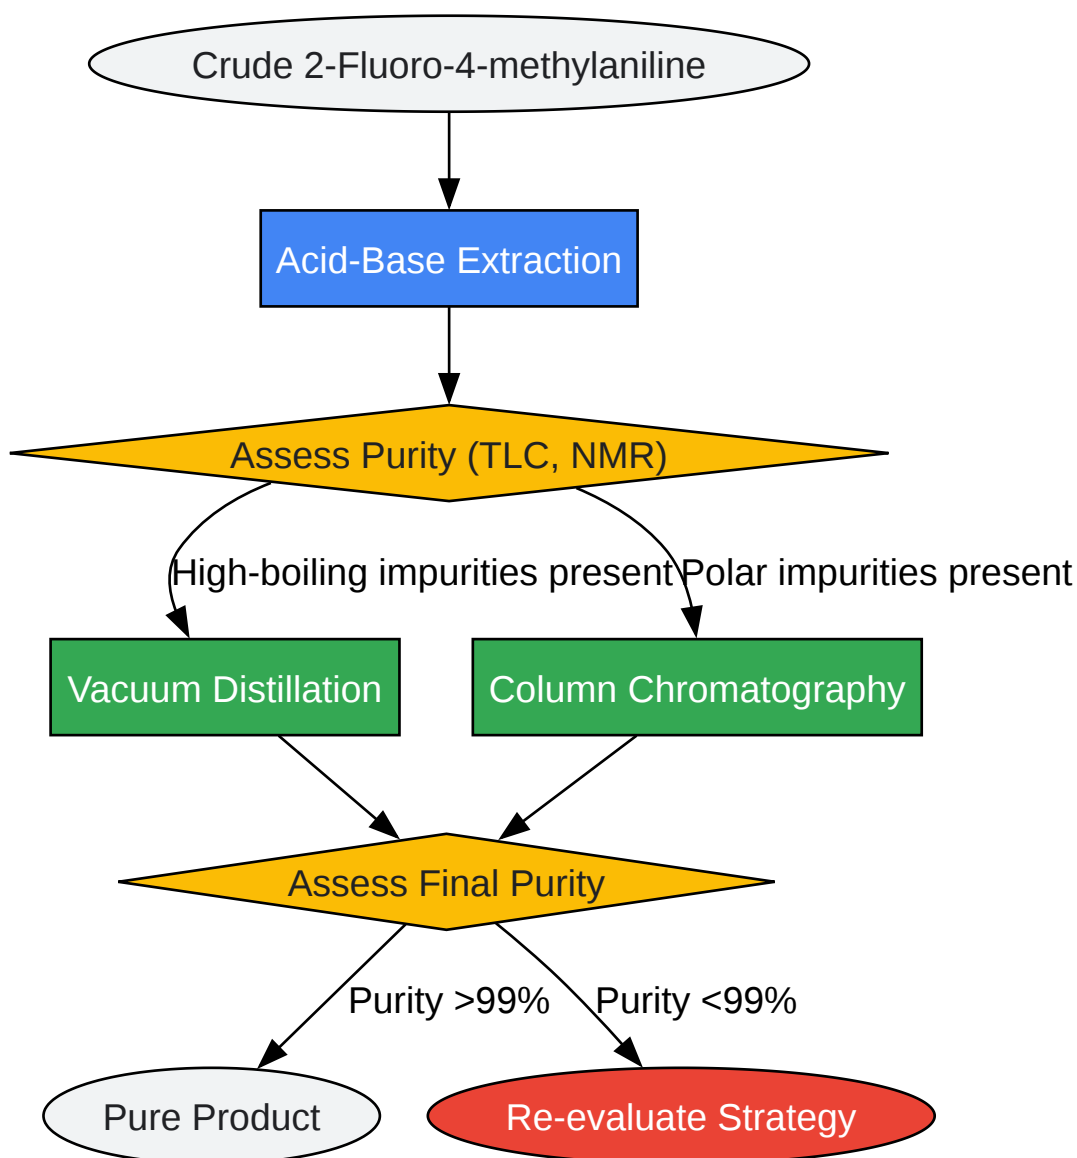 Crude 2-Fluoro-4-methylaniline
Acid-Base Extraction
Assess Purity (TLC, NMR)
High-boiling impurities present
Polar impurities present
Vacuum Distillation
Column Chromatography
Assess Final Purity
Purity >99%
Purity <99%
Pure Product
Re-evaluate Strategy